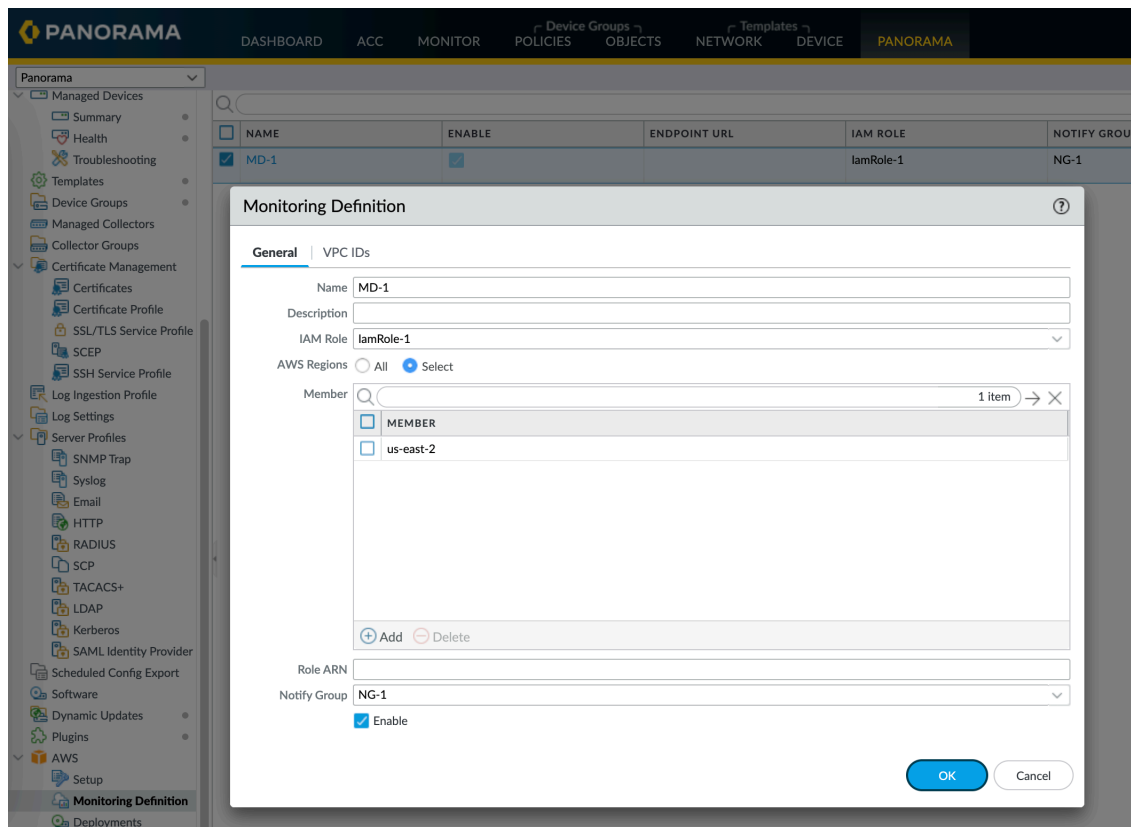 PANORAMA
Device Groups
Templates
DASHBOARD ACC MONITOR POLICIES OBJECTS NETWORK DEVICE PANORAMA
Panorama
Managed Devices
Summary
Health
Troubleshooting
Templates
Device Groups
Managed Collectors
Collector Groups
Certificate Management
Certificates
Certificate Profile
SSL/TLS Service Profile
SCEP
SSH Service Profile
Log Ingestion Profile
Log Settings
Server Profiles
SNMP Trap
Syslog
Email
HTTP
RADIUS
SCP
TACACS+
LDAP
Kerberos
SAML Identity Provider
Scheduled Config Export
Software
Dynamic Updates
Plugins
AWS
Setup
Monitoring Definition
Deployments
NAME ENABLE ENDPOINT URL IAM ROLE NOTIFY GROU
MD-1 IamRole-1 NG-1
Monitoring Definition
General VPC IDs
Name MD-1
Description
IAM Role IamRole-1
AWS Regions All Select
Member 1 item
MEMBER
us-east-2
Add Delete
Role ARN
Notify Group NG-1
Enable
OK Cancel